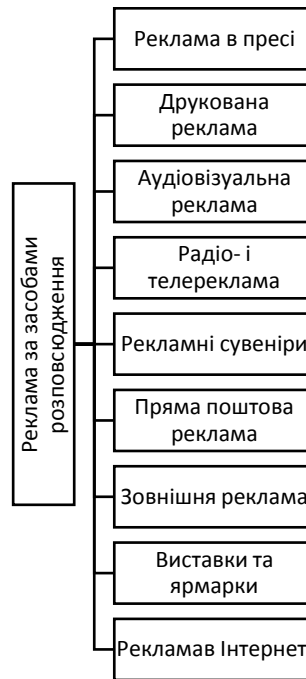 Реклама за засобами
розповсюдження
Реклама в пресі
Друкована
реклама
Аудіовізуальна
реклама
Радіо- і
телереклама
Рекламні сувеніри
Пряма поштова
реклама
Зовнішня реклама
Виставки та
ярмарки
Рекламав Інтернет